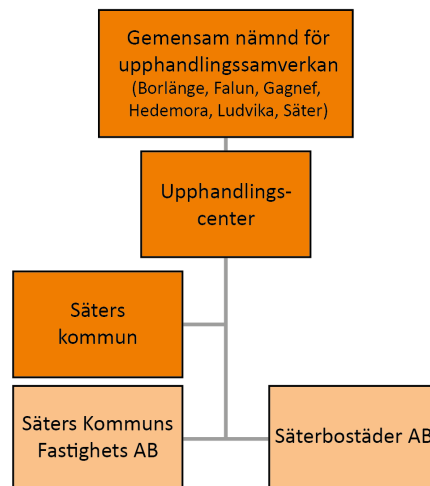 Gemensam nämnd för
upphandlingssamverkan
(Borlänge, Falun, Gagnef,
Hedemora, Ludvika, Säter)
Upphandlings-
center
Säters
kommun
Säters Kommuns
Fastighets AB
Säterbostäder AB